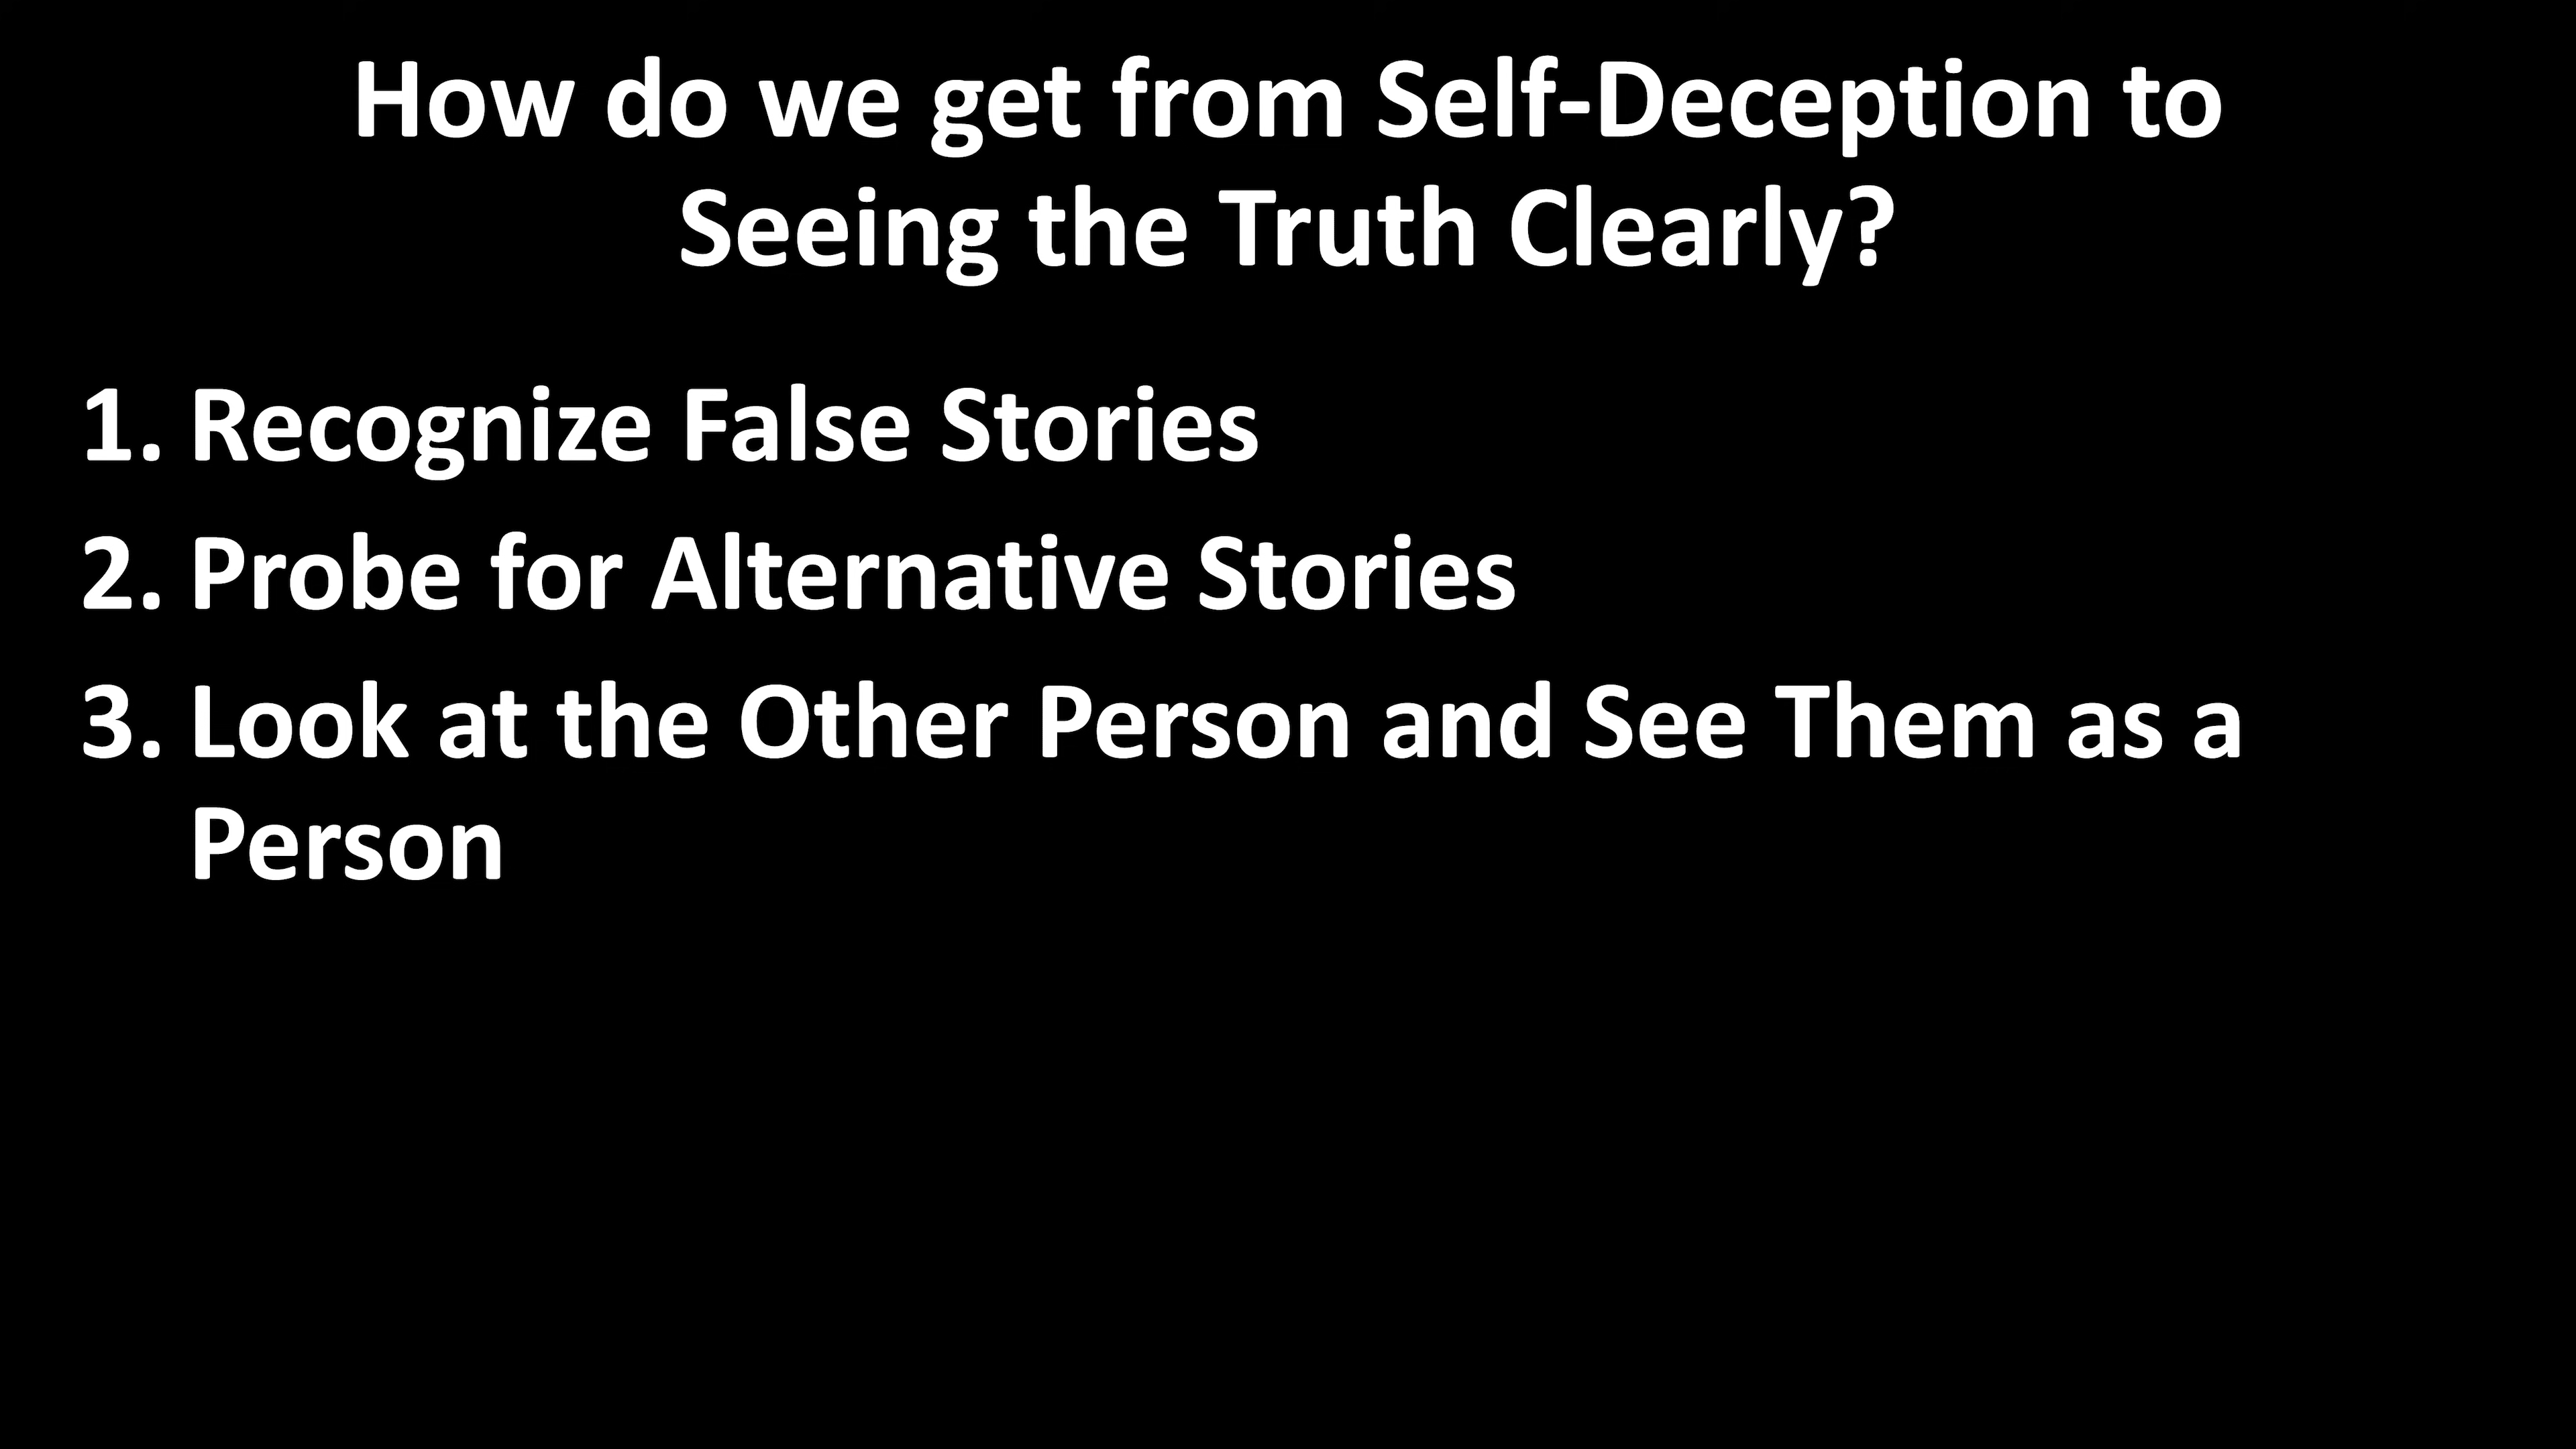 How do we get from Self-Deception to
Seeing the Truth Clearly?
1. Recognize False Stories
2. Probe for Alternative Stories
3. Look at the Other Person and See Them as a
Person